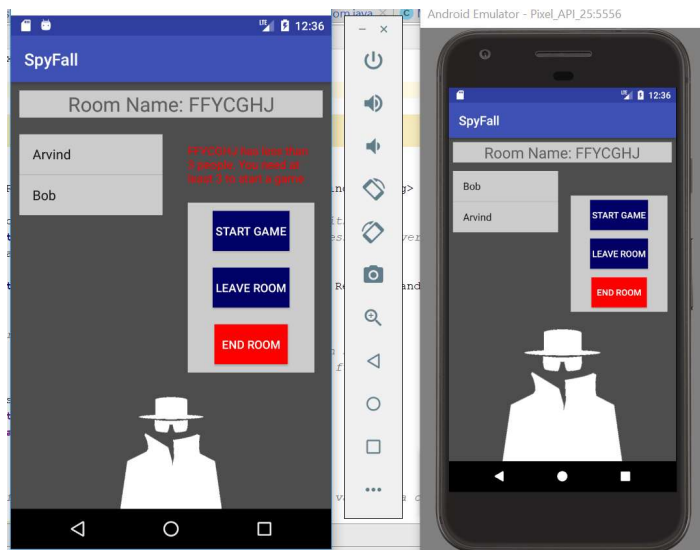 Android Emulator - Pixel_API_25:5556
12:36
SpyFall
Room Name: FFYCGHJ
Arvind
Bob
FFYCGHJ has less than
3 people. You need at
least 3 to start a game
START GAME
LEAVE ROOM
END ROOM
12:36
SpyFall
Room Name: FFYCGHJ
Bob
Arvind
START GAME
LEAVE ROOM
END ROOM